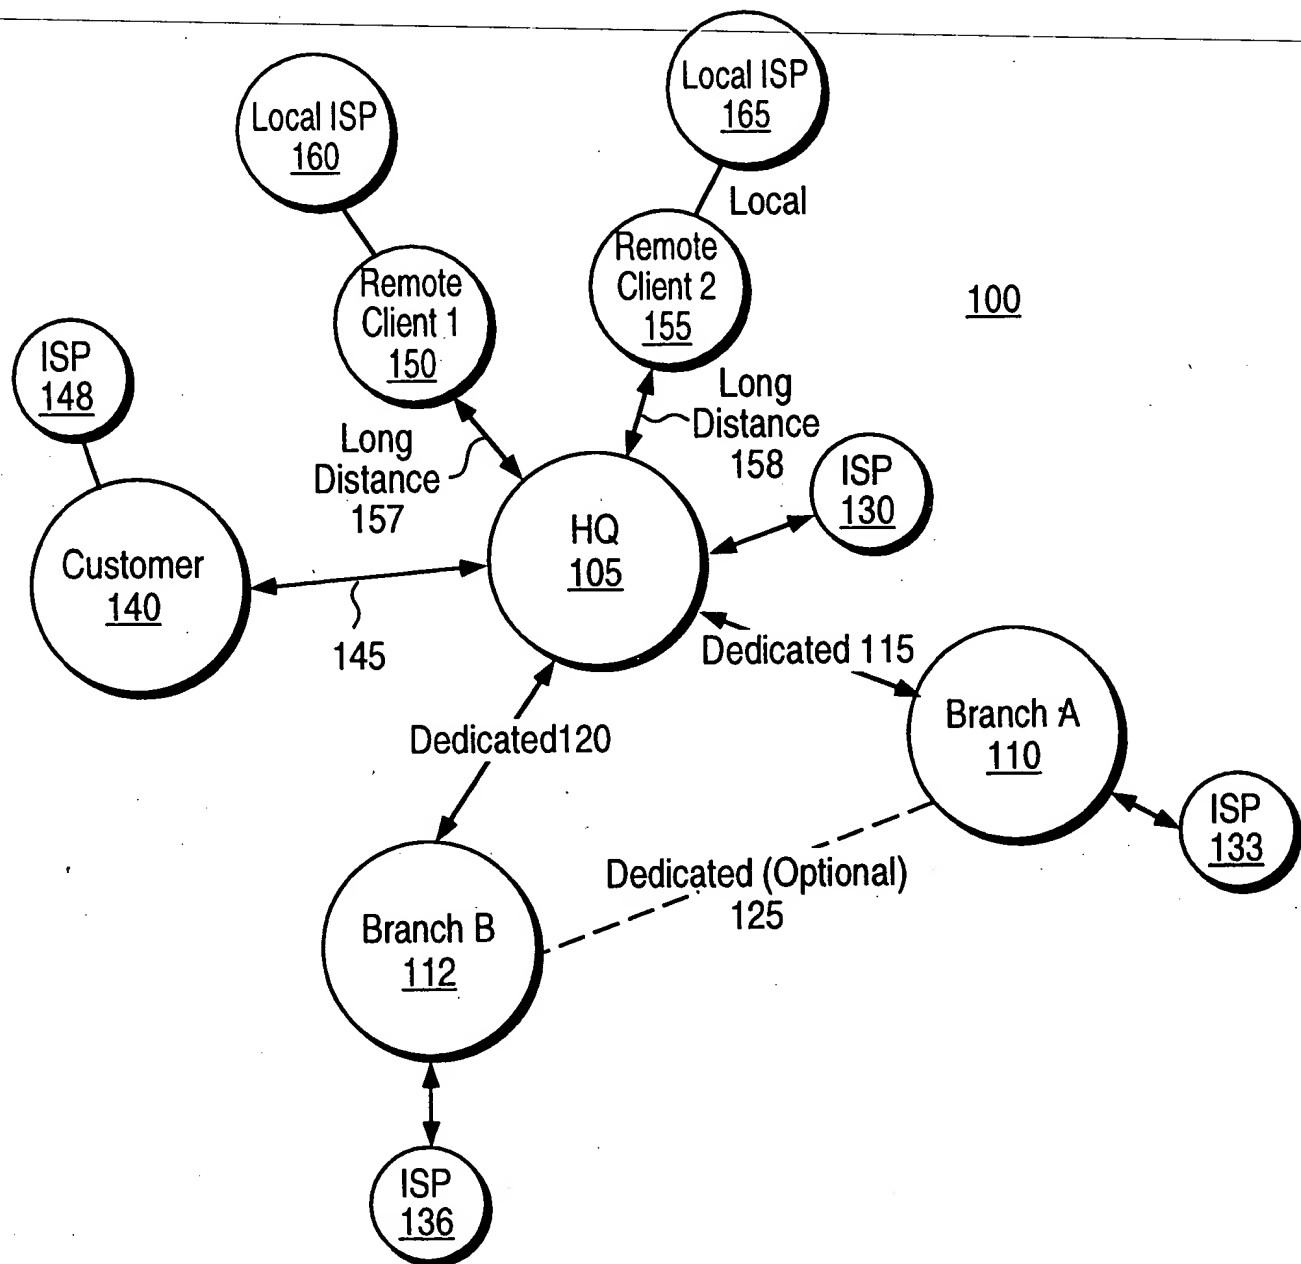 Local ISP
165
Local ISP
160
Local
Remote
Client 2
155
Remote
Client 1
150
100
ISP
148
Long
Distance
158
Long
Distance
157
ISP
130
HQ
105
Customer
140
145
Dedicated 115
Branch A
110
Dedicated120
ISP
133
Dedicated (Optional)
125
Branch B
112
ISP
136